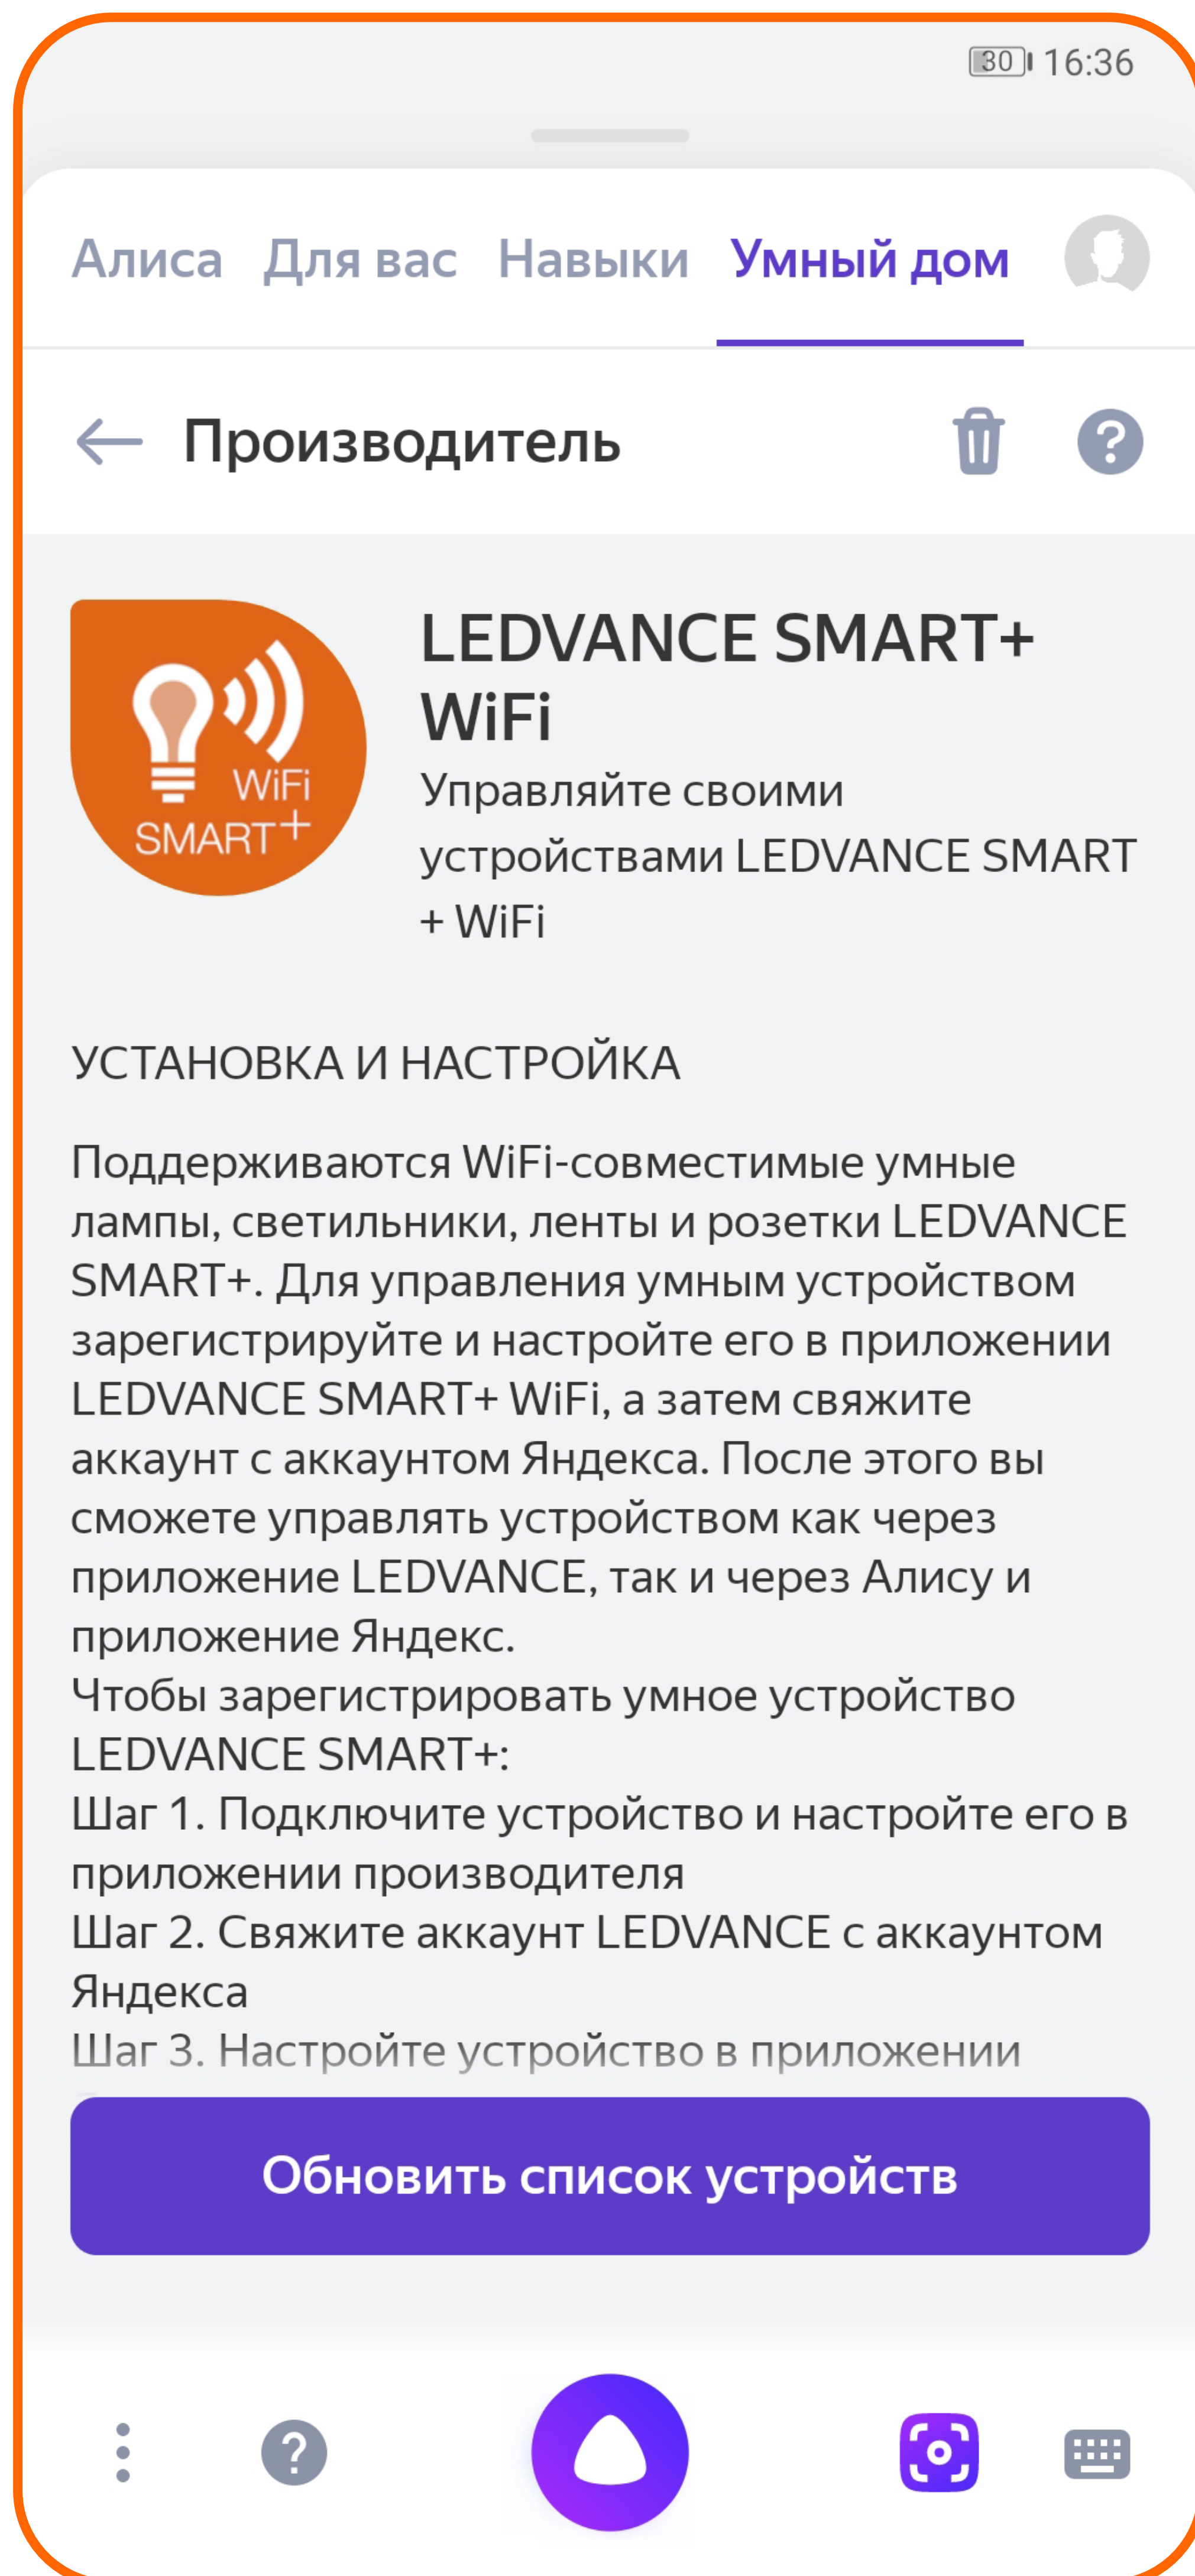 30 16:36
Алиса Для вас Навыки Умный дом
Производитель
WiFi
SMART+
LEDVANCE SMART+
WiFi
Управляйте своими
устройствами LEDVANCE SMART
+ WiFi
УСТАНОВКА И НАСТРОЙКА
Поддерживаются WiFi-совместимые умные
лампы, светильники, ленты и розетки LEDVANCE
SMART+. Для управления умным устройством
зарегистрируйте и настройте его в приложении
LEDVANCE SMART+ WiFi, а затем свяжите
аккаунт с аккаунтом Яндекса. После этого вы
сможете управлять устройством как через
приложение LEDVANCE, так и через Алису и
приложение Яндекс.
Чтобы зарегистрировать умное устройство
LEDVANCE SMART+:
Шаг 1. Подключите устройство и настройте его в
приложении производителя
Шаг 2. Свяжите аккаунт LEDVANCE с аккаунтом
Яндекса
Шаг 3. Настройте устройство в приложении
Обновить список устройств